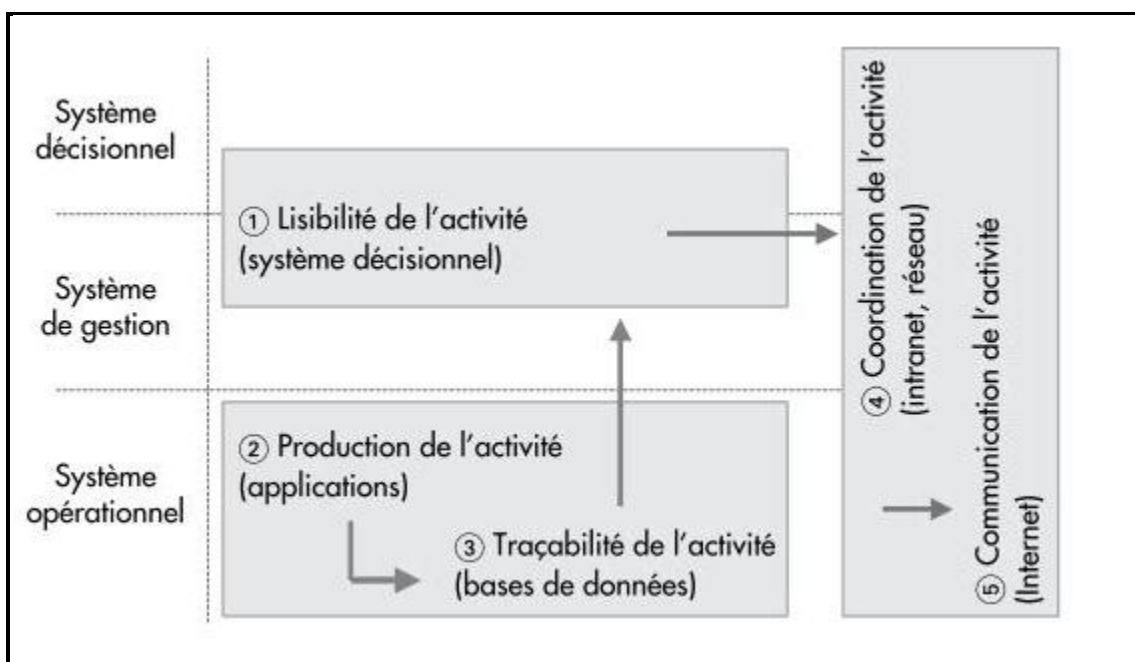 Système
décisionnel
① Lisibilité de l'activité
(système décisionnel)
Système
de gestion
② Production de l'activité
(applications)
Système
opérationnel
③ Traçabilité de l'activité
(bases de données)
④ Coordination de l'activité
(intranet, réseau)
⑤ Communication de l'activité
(Internet)